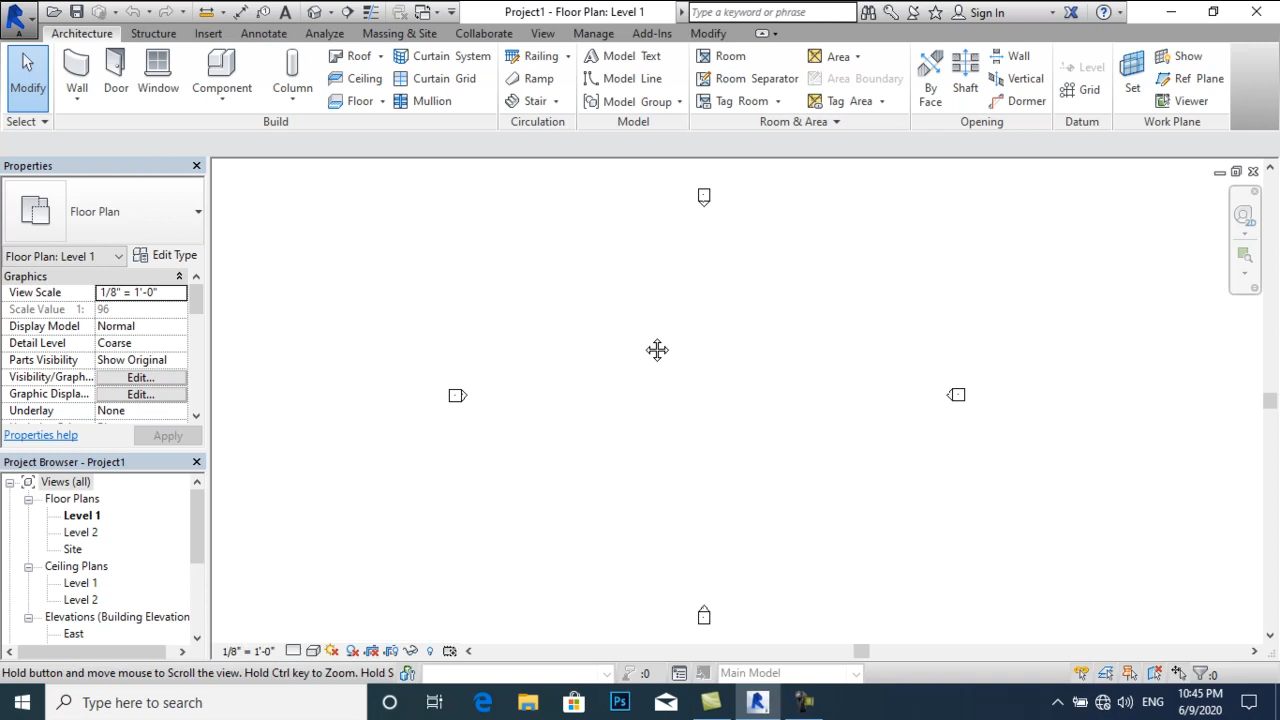 Project1 - Floor Plan: Level 1
Type a keyword or phrase
Sign In
Architecture Structure Insert Annotate Analyze Massing & Site Collaborate View Manage Add-Ins Modify
Modify
Wall
Door
Window
Component
Column
Roof
Ceiling
Floor
Curtain System
Curtain Grid
Mullion
Railing
Ramp
Stair
Model Text
Model Line
Model Group
Room
Room Separator
Tag Room
Area
Area Boundary
Tag Area
By Face
Shaft
Wall
Vertical
Dormer
Level
Grid
Set
Show
Ref Plane
Viewer
Select Build Circulation Model Room & Area Opening Datum Work Plane
Properties
Floor Plan
Floor Plan: Level 1 Edit Type
Graphics
View Scale 1/8" = 1'-0"
Scale Value 1: 96
Display Model Normal
Detail Level Coarse
Parts Visibility Show Original
Visibility/Graph... Edit...
Graphic Displa... Edit...
Underlay None
Properties help Apply
Project Browser - Project1
Views (all)
Floor Plans
Level 1
Level 2
Site
Ceiling Plans
Level 1
Level 2
Elevations (Building Elevation
East
2D
1/8" = 1'-0"
Hold button and move mouse to Scroll the view. Hold Ctrl key to Zoom. Hold S
:0
Main Model
:0
Type here to search
ENG
10:45 PM
6/9/2020